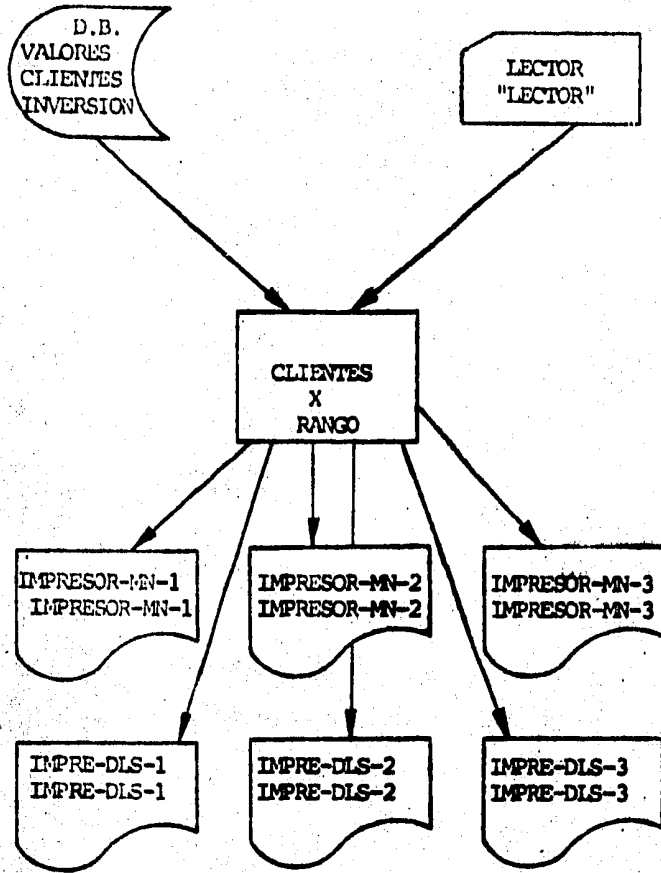 D.B.
VALORES
CLIENTES
INVERSION
LECTOR
"LECTOR"
CLIENTES
X
RANGO
IMPRESOR-MN-1
IMPRESOR-MN-1
IMPRESOR-MN-2
IMPRESOR-MN-2
IMPRESOR-MN-3
IMPRESOR-MN-3
IMPRE-DLS-1
IMPRE-DLS-1
IMPRE-DLS-2
IMPRE-DLS-2
IMPRE-DLS-3
IMPRE-DLS-3